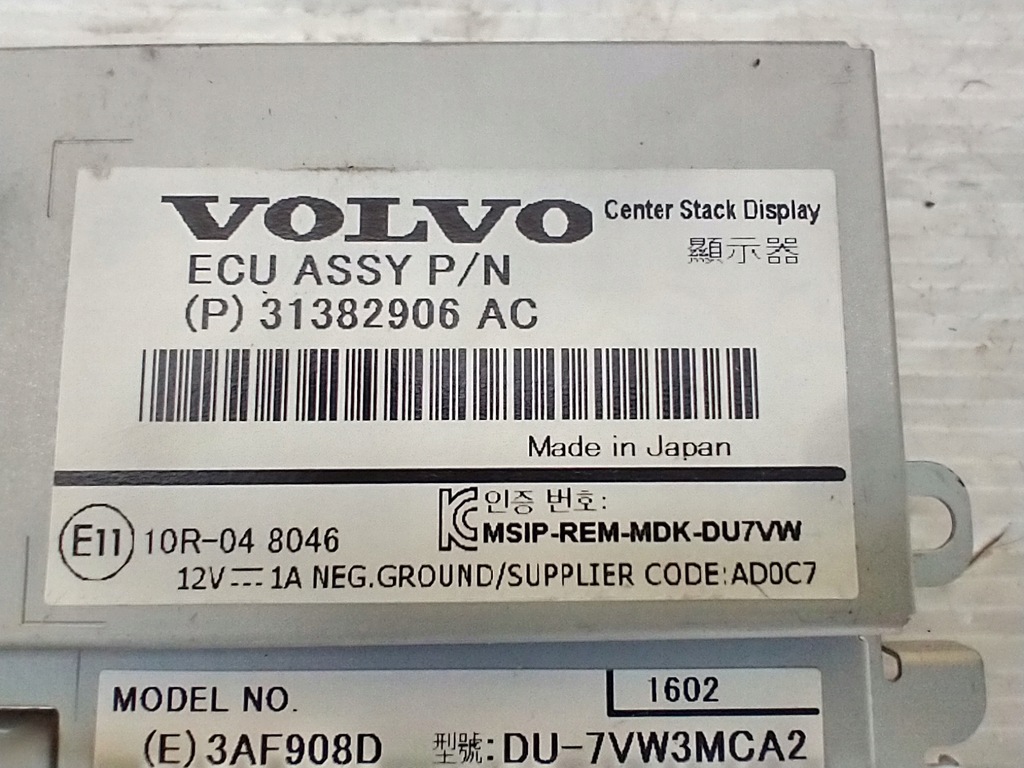 VOLVO Center Stack Display
顯示器
ECU ASSY P/N
(P) 31382906 AC
Made in Japan
인증 번호:
E11 10R-04 8046 KC MSIP-REM-MDK-DU7VW
12V⎓1A NEG.GROUND/SUPPLIER CODE:AD0C7
MODEL NO. 1602
(E) 3AF908D 型號: DU-7VW3MCA2